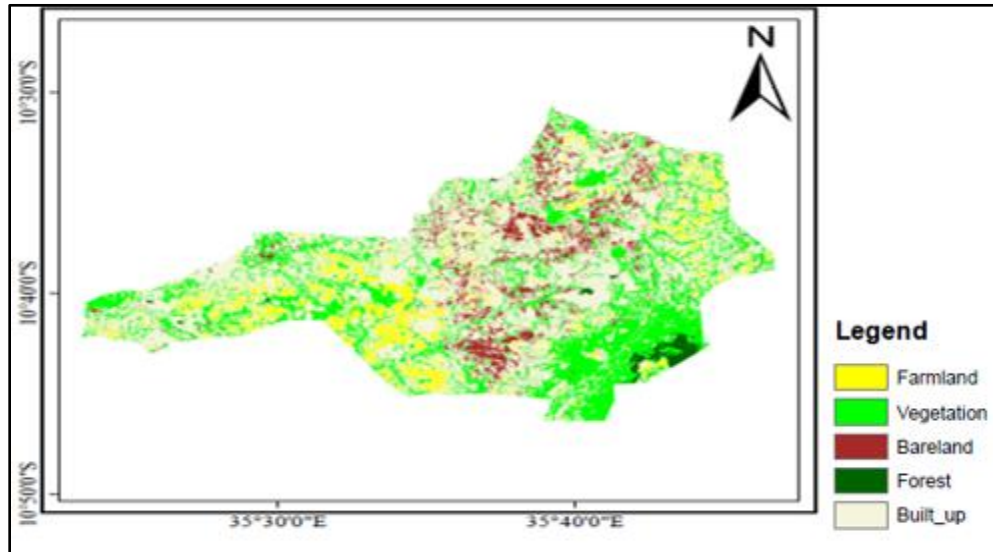 N
10°30'0"S
10°40'0"S
10°50'0"S
35°30'0"E
35°40'0"E
Legend
Farmland
Vegetation
Bareland
Forest
Built_up